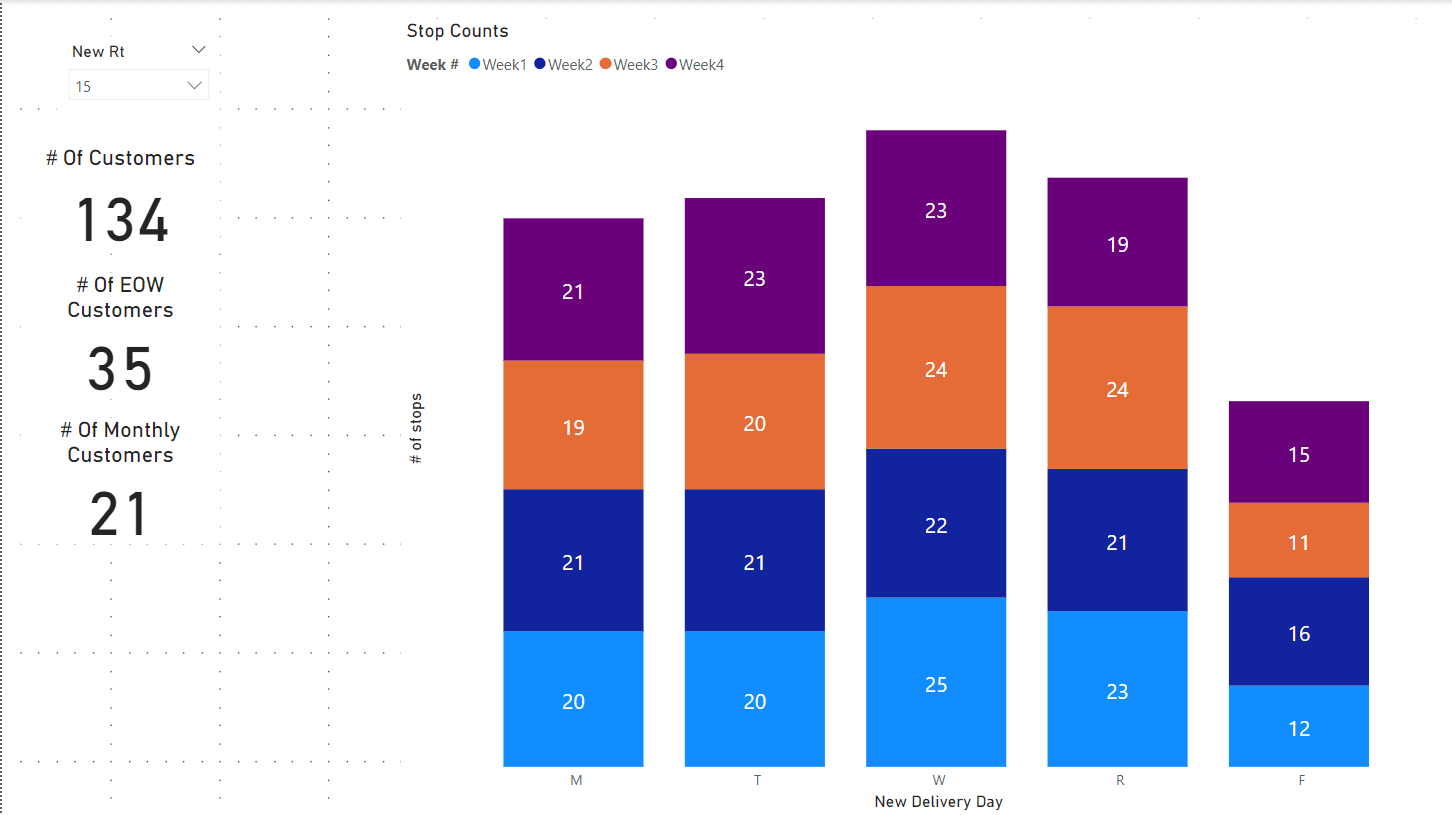 New Rt
15
# Of Customers
134
# Of EOW
Customers
35
# Of Monthly
Customers
21
Stop Counts
Week # Week1 Week2 Week3 Week4
# of stops
21
19
21
20
23
20
21
20
23
24
22
25
19
24
21
23
15
11
16
12
M T W R F
New Delivery Day